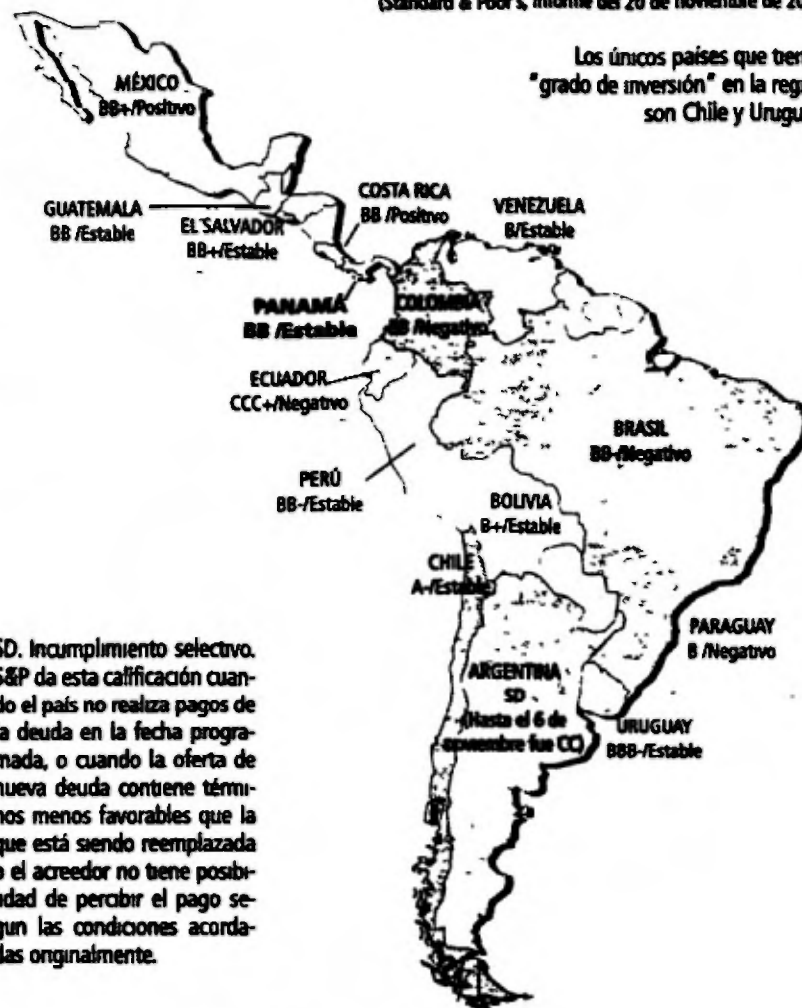 (Standard & Poor's, Informe del 20 de noviembre de 20
Los únicos países que tien
"grado de inversión" en la reg
son Chile y Urugu
MÉXICO
BB+/Positivo
GUATEMALA
BB /Estable
EL SALVADOR
BB+/Estable
COSTA RICA
BB /Positivo
VENEZUELA
B/Estable
PANAMÁ
BB /Estable
COLOMBIA
BB /Negativo
ECUADOR
CCC+/Negativo
BRASIL
BB-/Negativo
PERÚ
BB-/Estable
BOLIVIA
B+/Estable
CHILE
A-/Estable
PARAGUAY
B /Negativo
ARGENTINA
SD
(Hasta el 6 de
noviembre fue CC)
URUGUAY
BBB-/Estable
SD. Incumplimiento selectivo.
S&P da esta calificación cuan-
do el país no realiza pagos de
a deuda en la fecha progra-
mada, o cuando la oferta de
nueva deuda contiene térmi-
nos menos favorables que la
que está siendo reemplazada
o el acreedor no tiene posibi-
idad de percibir el pago se-
gun las condiciones acorda-
das originalmente.